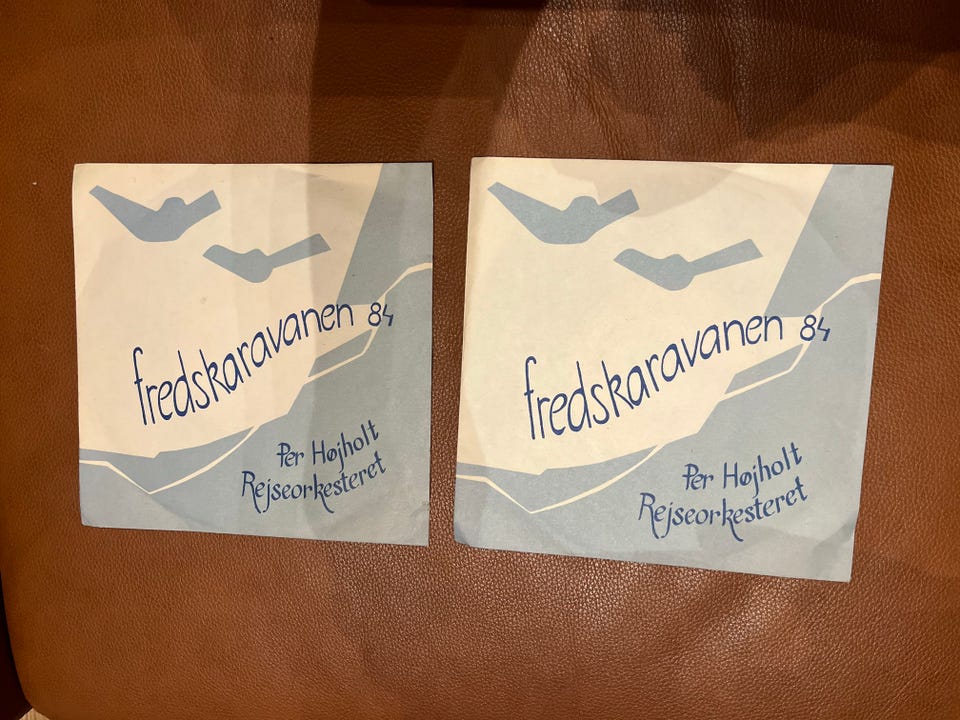 fredskaravanen 84
Per Højholt
Rejseorkesteret
fredskaravanen 84
Per Højholt
Rejseorkesteret